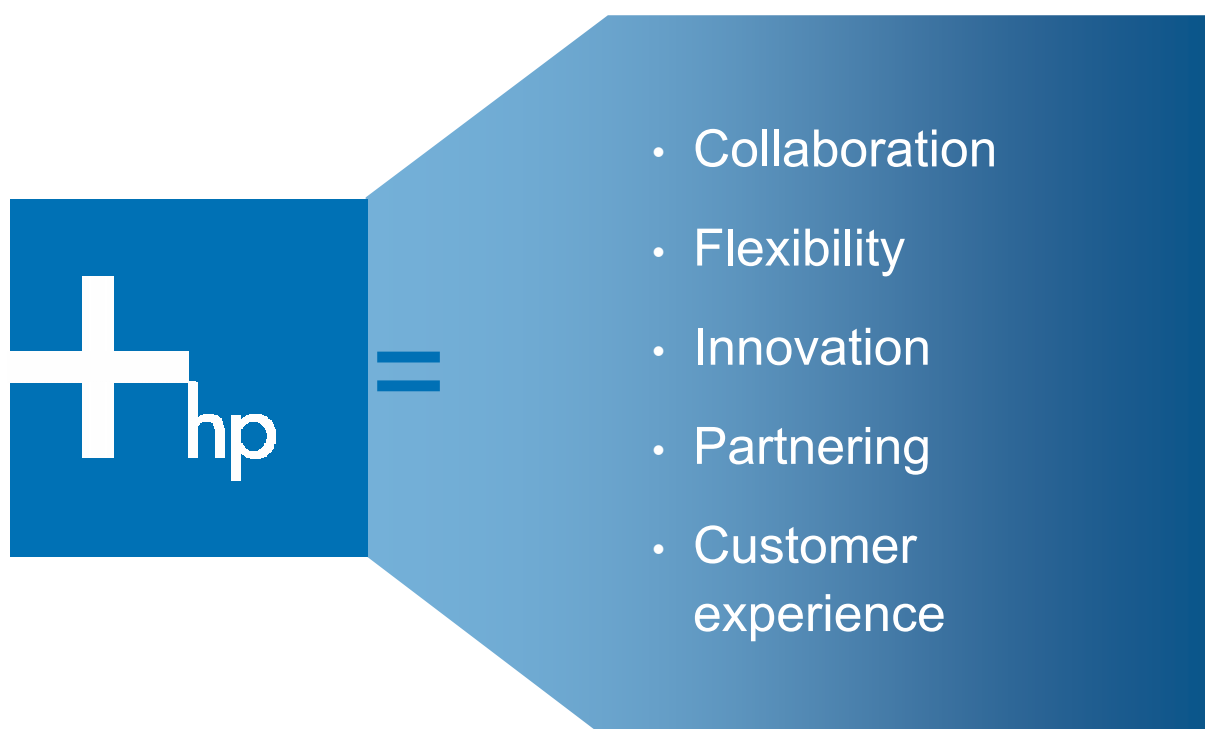 +hp
=
• Collaboration
• Flexibility
• Innovation
• Partnering
• Customer
experience